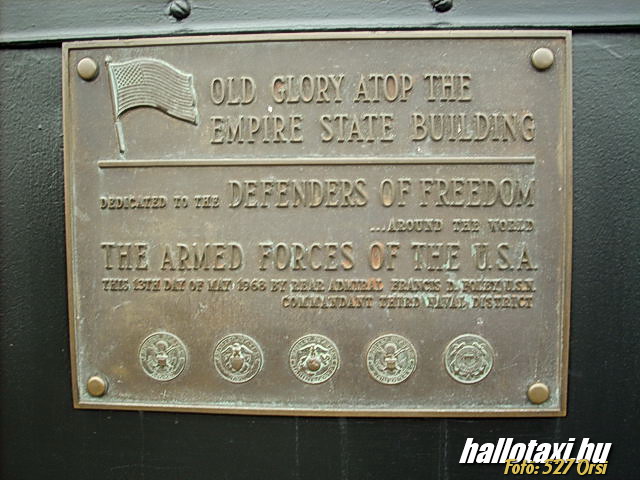 OLD GLORY ATOP THE
EMPIRE STATE BUILDING
DEDICATED TO THE DEFENDERS OF FREEDOM
...AROUND THE WORLD
THE ARMED FORCES OF THE U.S.A.
THIS 13TH DAY OF MAY 1968 BY REAR ADMIRAL FRANCIS D. FOLEY, U.S.N.
COMMANDANT THIRD NAVAL DISTRICT
hallotaxi.hu
Foto: 527 Orsi